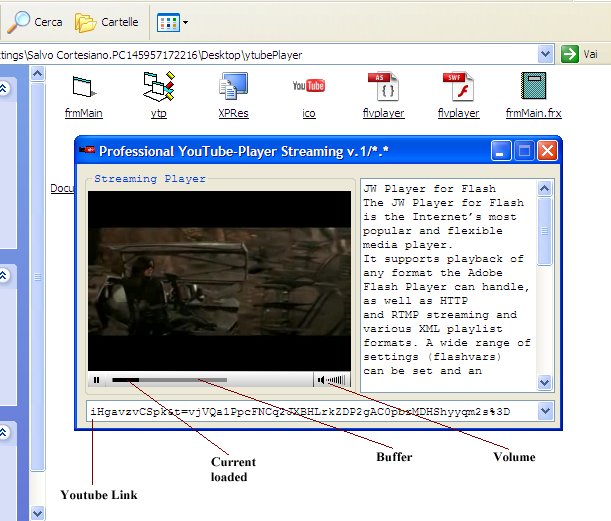 Cerca Cartelle
ttings\Salvo Cortesiano.PC145957172216\Desktop\ytubePlayer Vai
frmMain ytp XPRes ico flvplayer flvplayer frmMain.frx
YouTube AS SWF
Docu
Professional YouTube-Player Streaming v.1/*.*
Streaming Player
JW Player for Flash
The JW Player for Flash
is the Internet's most
popular and flexible
media player.
It supports playback of
any format the Adobe
Flash Player can handle,
as well as HTTP
and RTMP streaming and
various XML playlist
formats. A wide range of
settings (flashvars)
can be set and an
iHgavzvCSpk&t=vjVQa1PpcFNCq2JXBHLrkZDP2gAC0pbrMDHShyyqm2s%3D
Current
loaded
Buffer
Volume
Youtube Link